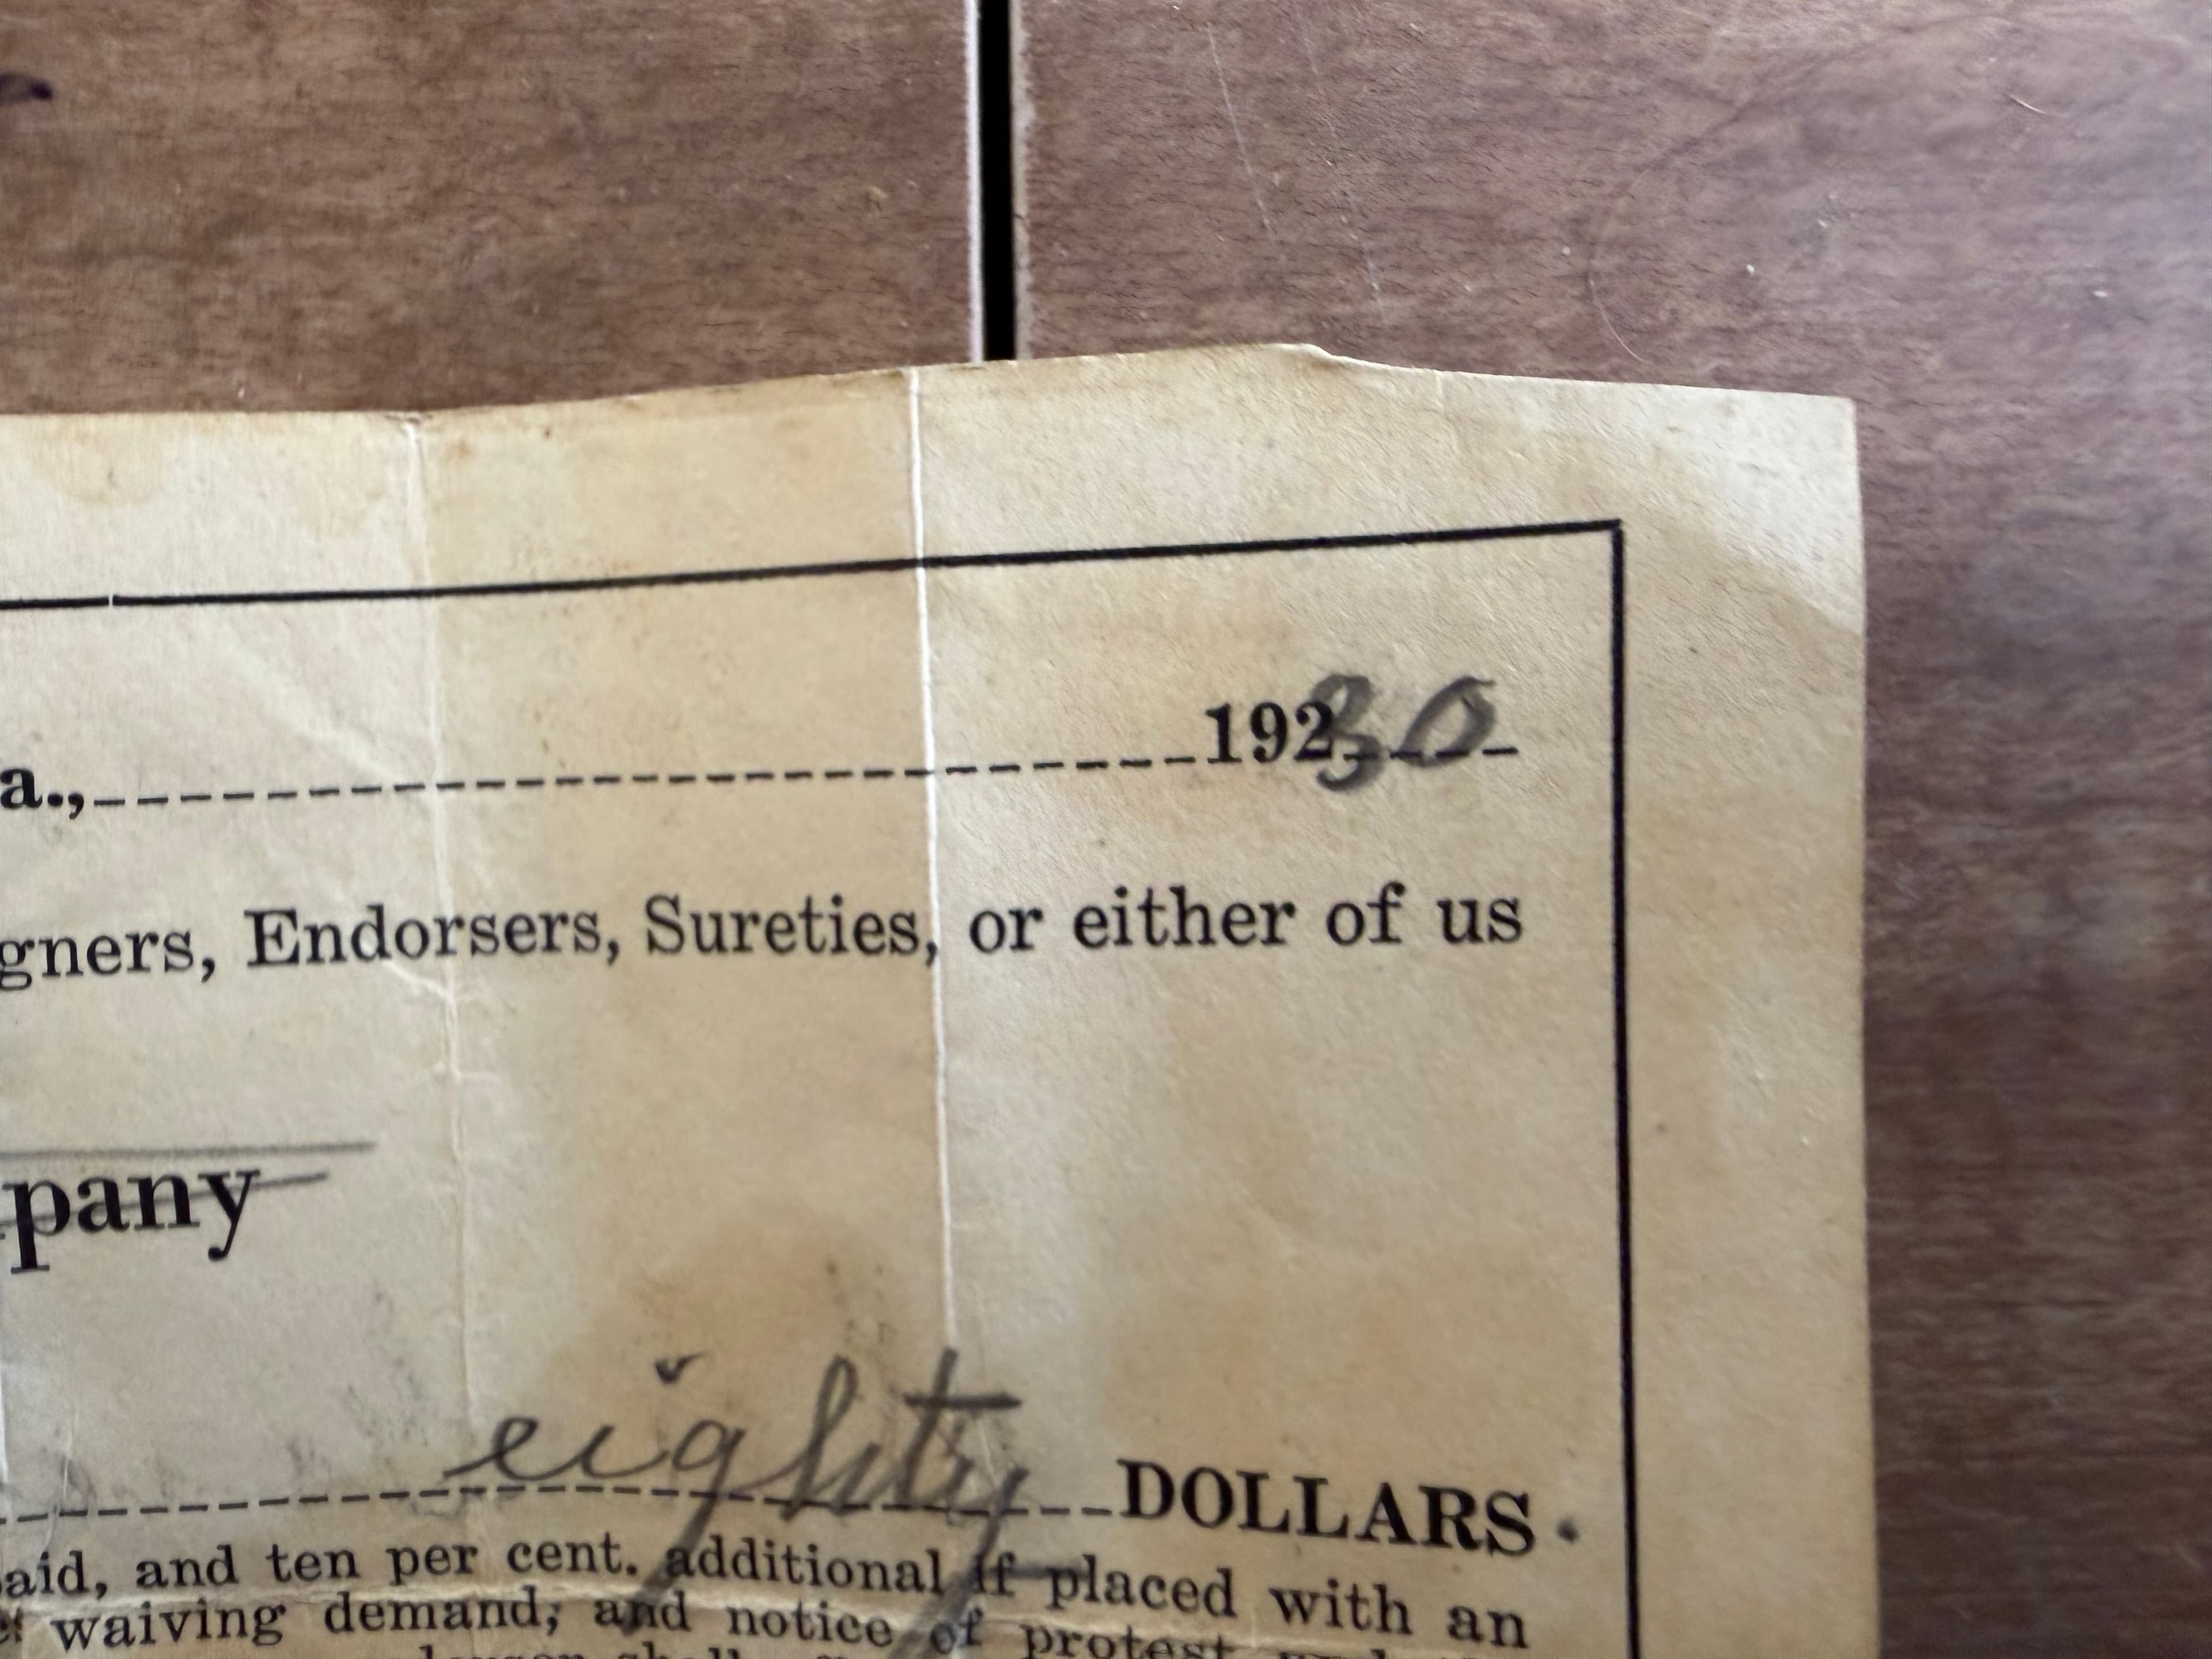 a., 192 30
gners, Endorsers, Sureties, or either of us
pany
eighty DOLLARS
aid, and ten per cent. additional if placed with an
waiving demand, and notice of protest
shall